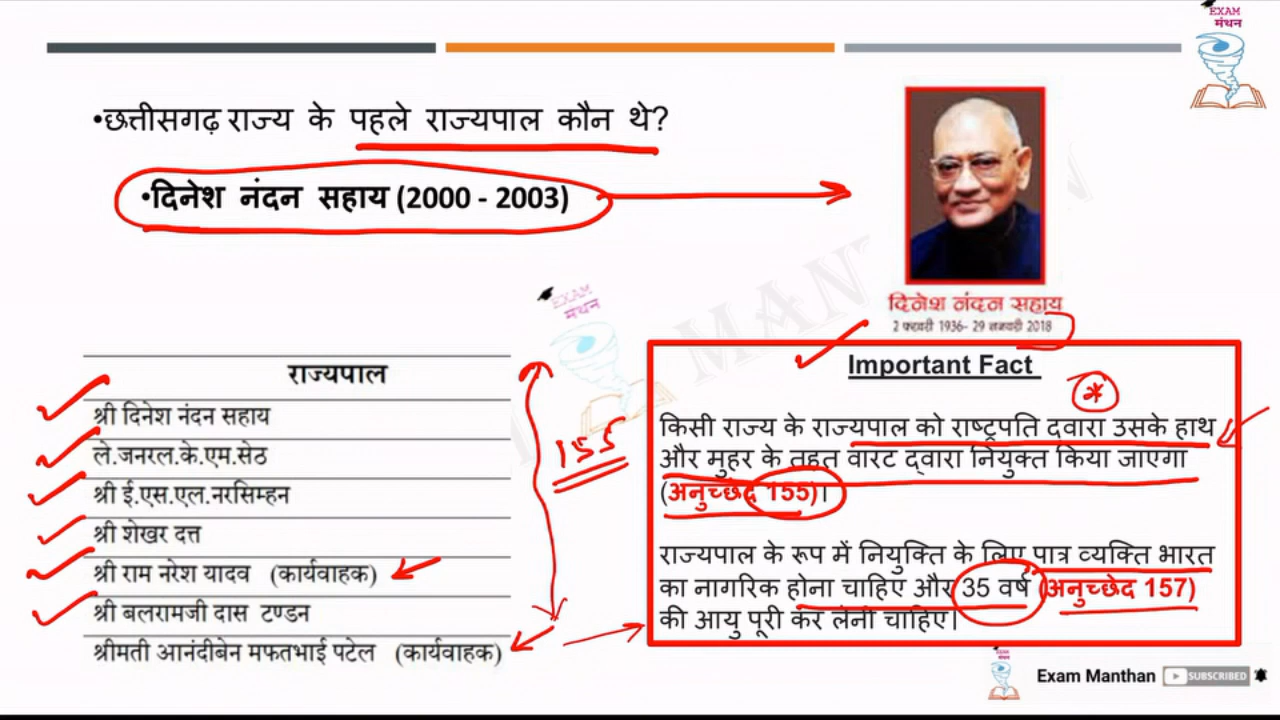 EXAM
मंथन
•छत्तीसगढ़ राज्य के पहले राज्यपाल कौन थे?
•दिनेश नंदन सहाय (2000 - 2003)
दिनेश नंदन सहाय
2 फरवरी 1936- 29 जनवरी 2018
EXAM
मंथन
MANT
N
राज्यपाल
श्री दिनेश नंदन सहाय
ले.जनरल.के.एम.सेठ
श्री ई.एस.एल.नरसिम्हन
श्री शेखर दत्त
श्री राम नरेश यादव (कार्यवाहक)
श्री बलरामजी दास टण्डन
श्रीमती आनंदीबेन मफतभाई पटेल (कार्यवाहक)
155
Important Fact
किसी राज्य के राज्यपाल को राष्ट्रपति दवारा उसके हाथ
और मुहर के तहत वारंट द्वारा नियुक्त किया जाएगा
(अनुच्छेद 155)।
राज्यपाल के रूप में नियुक्ति के लिए पात्र व्यक्ति भारत
का नागरिक होना चाहिए और 35 वर्ष (अनुच्छेद 157)
की आयु पूरी कर लेनी चाहिए।
Exam Manthan SUBSCRIBED